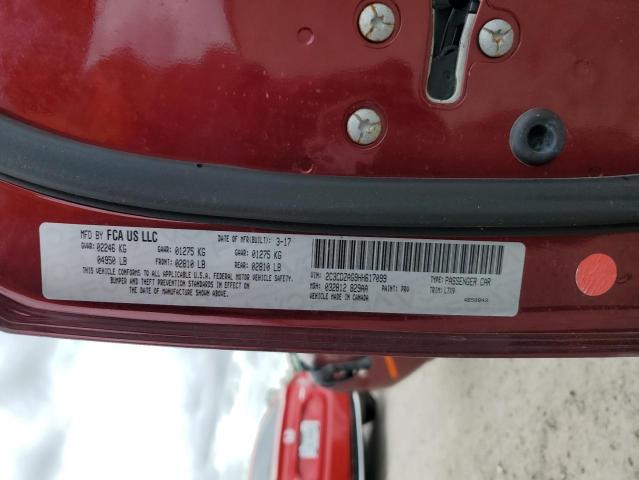 MFD BY FCA US LLC
DATE OF MFR(BUILT): 3-17
GVWR: 02246 KG
GAWR: 01275 KG
GAWR: 01275 KG
04950 LB
FRONT: 02810 LB
REAR: 02810 LB
THIS VEHICLE CONFORMS TO ALL APPLICABLE U.S.A. FEDERAL MOTOR VEHICLE SAFETY,
BUMPER AND THEFT PREVENTION STANDARDS IN EFFECT
ON THE DATE OF MANUFACTURE SHOWN ABOVE.
VIN: 2C3CDZAG9HH617099
TYPE: PASSENGER CAR
MDH: 032812 829AA
PAINT: PRV
TRIM: L7X9
MADE IN CANADA